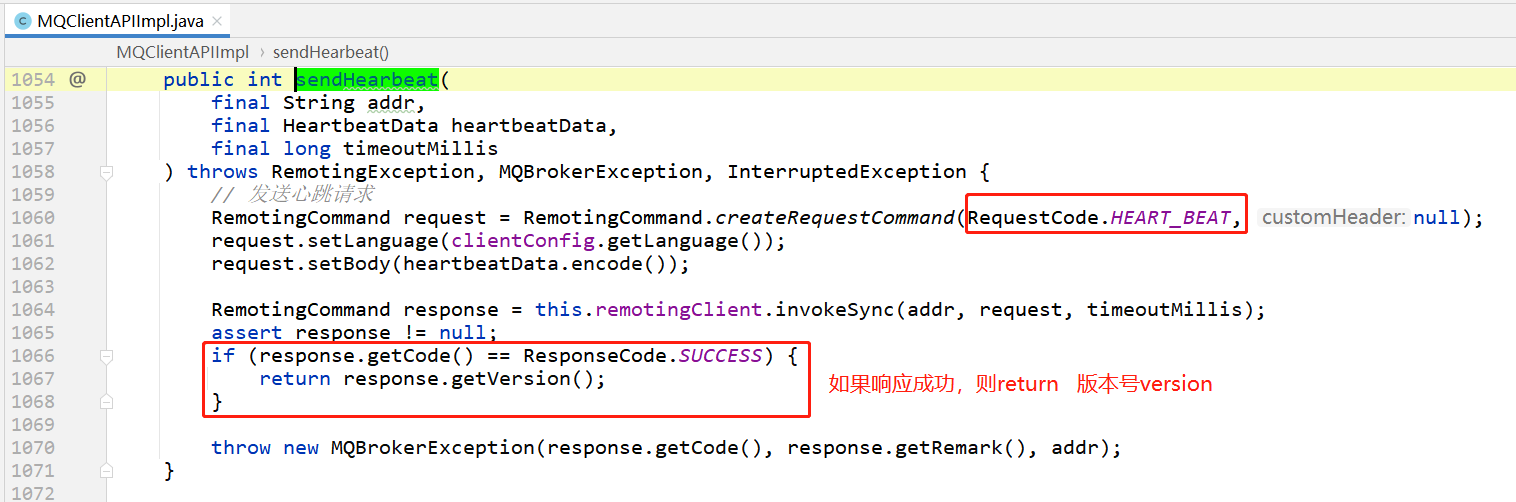 MQClientAPIImpl.java
MQClientAPIImpl › sendHearbeat()
1054 @ public int sendHearbeat(
1055 final String addr,
1056 final HeartbeatData heartbeatData,
1057 final long timeoutMillis
1058 ) throws RemotingException, MQBrokerException, InterruptedException {
1059 // 发送心跳请求
1060 RemotingCommand request = RemotingCommand.createRequestCommand(RequestCode.HEART_BEAT, customHeader: null);
1061 request.setLanguage(clientConfig.getLanguage());
1062 request.setBody(heartbeatData.encode());
1063
1064 RemotingCommand response = this.remotingClient.invokeSync(addr, request, timeoutMillis);
1065 assert response != null;
1066 if (response.getCode() == ResponseCode.SUCCESS) {
1067 return response.getVersion(); 如果响应成功，则return 版本号version
1068 }
1069
1070 throw new MQBrokerException(response.getCode(), response.getRemark(), addr);
1071 }
1072